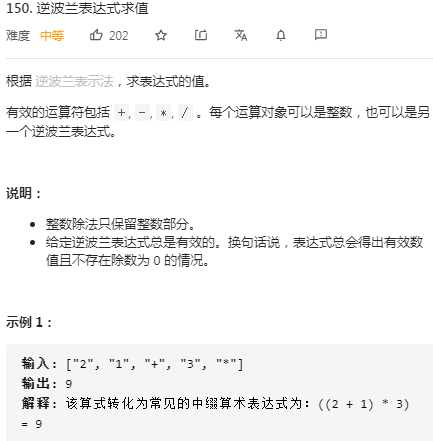 150. 逆波兰表达式求值
难度 中等 202
根据 逆波兰表示法，求表达式的值。
有效的运算符包括 +, -, *, / 。每个运算对象可以是整数，也可以是另
一个逆波兰表达式。
说明：
• 整数除法只保留整数部分。
• 给定逆波兰表达式总是有效的。换句话说，表达式总会得出有效数
值且不存在除数为 0 的情况。
示例 1：
输入: ["2", "1", "+", "3", "*"]
输出: 9
解释: 该算式转化为常见的中缀算术表达式为: ((2 + 1) * 3)
= 9